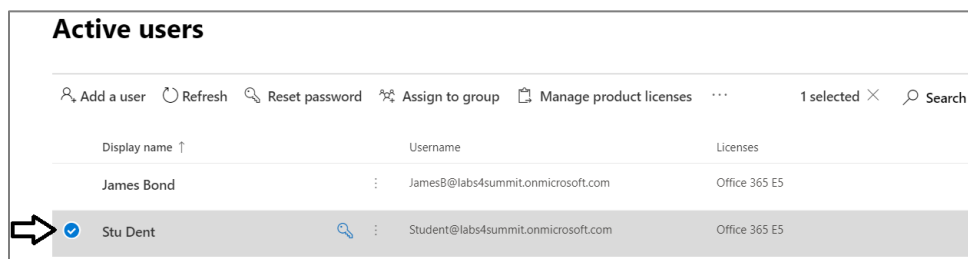 Active users
Add a user Refresh Reset password Assign to group Manage product licenses ... 1 selected Search
Display name ↑ Username Licenses
James Bond JamesB@labs4summit.onmicrosoft.com Office 365 E5
Stu Dent Student@labs4summit.onmicrosoft.com Office 365 E5